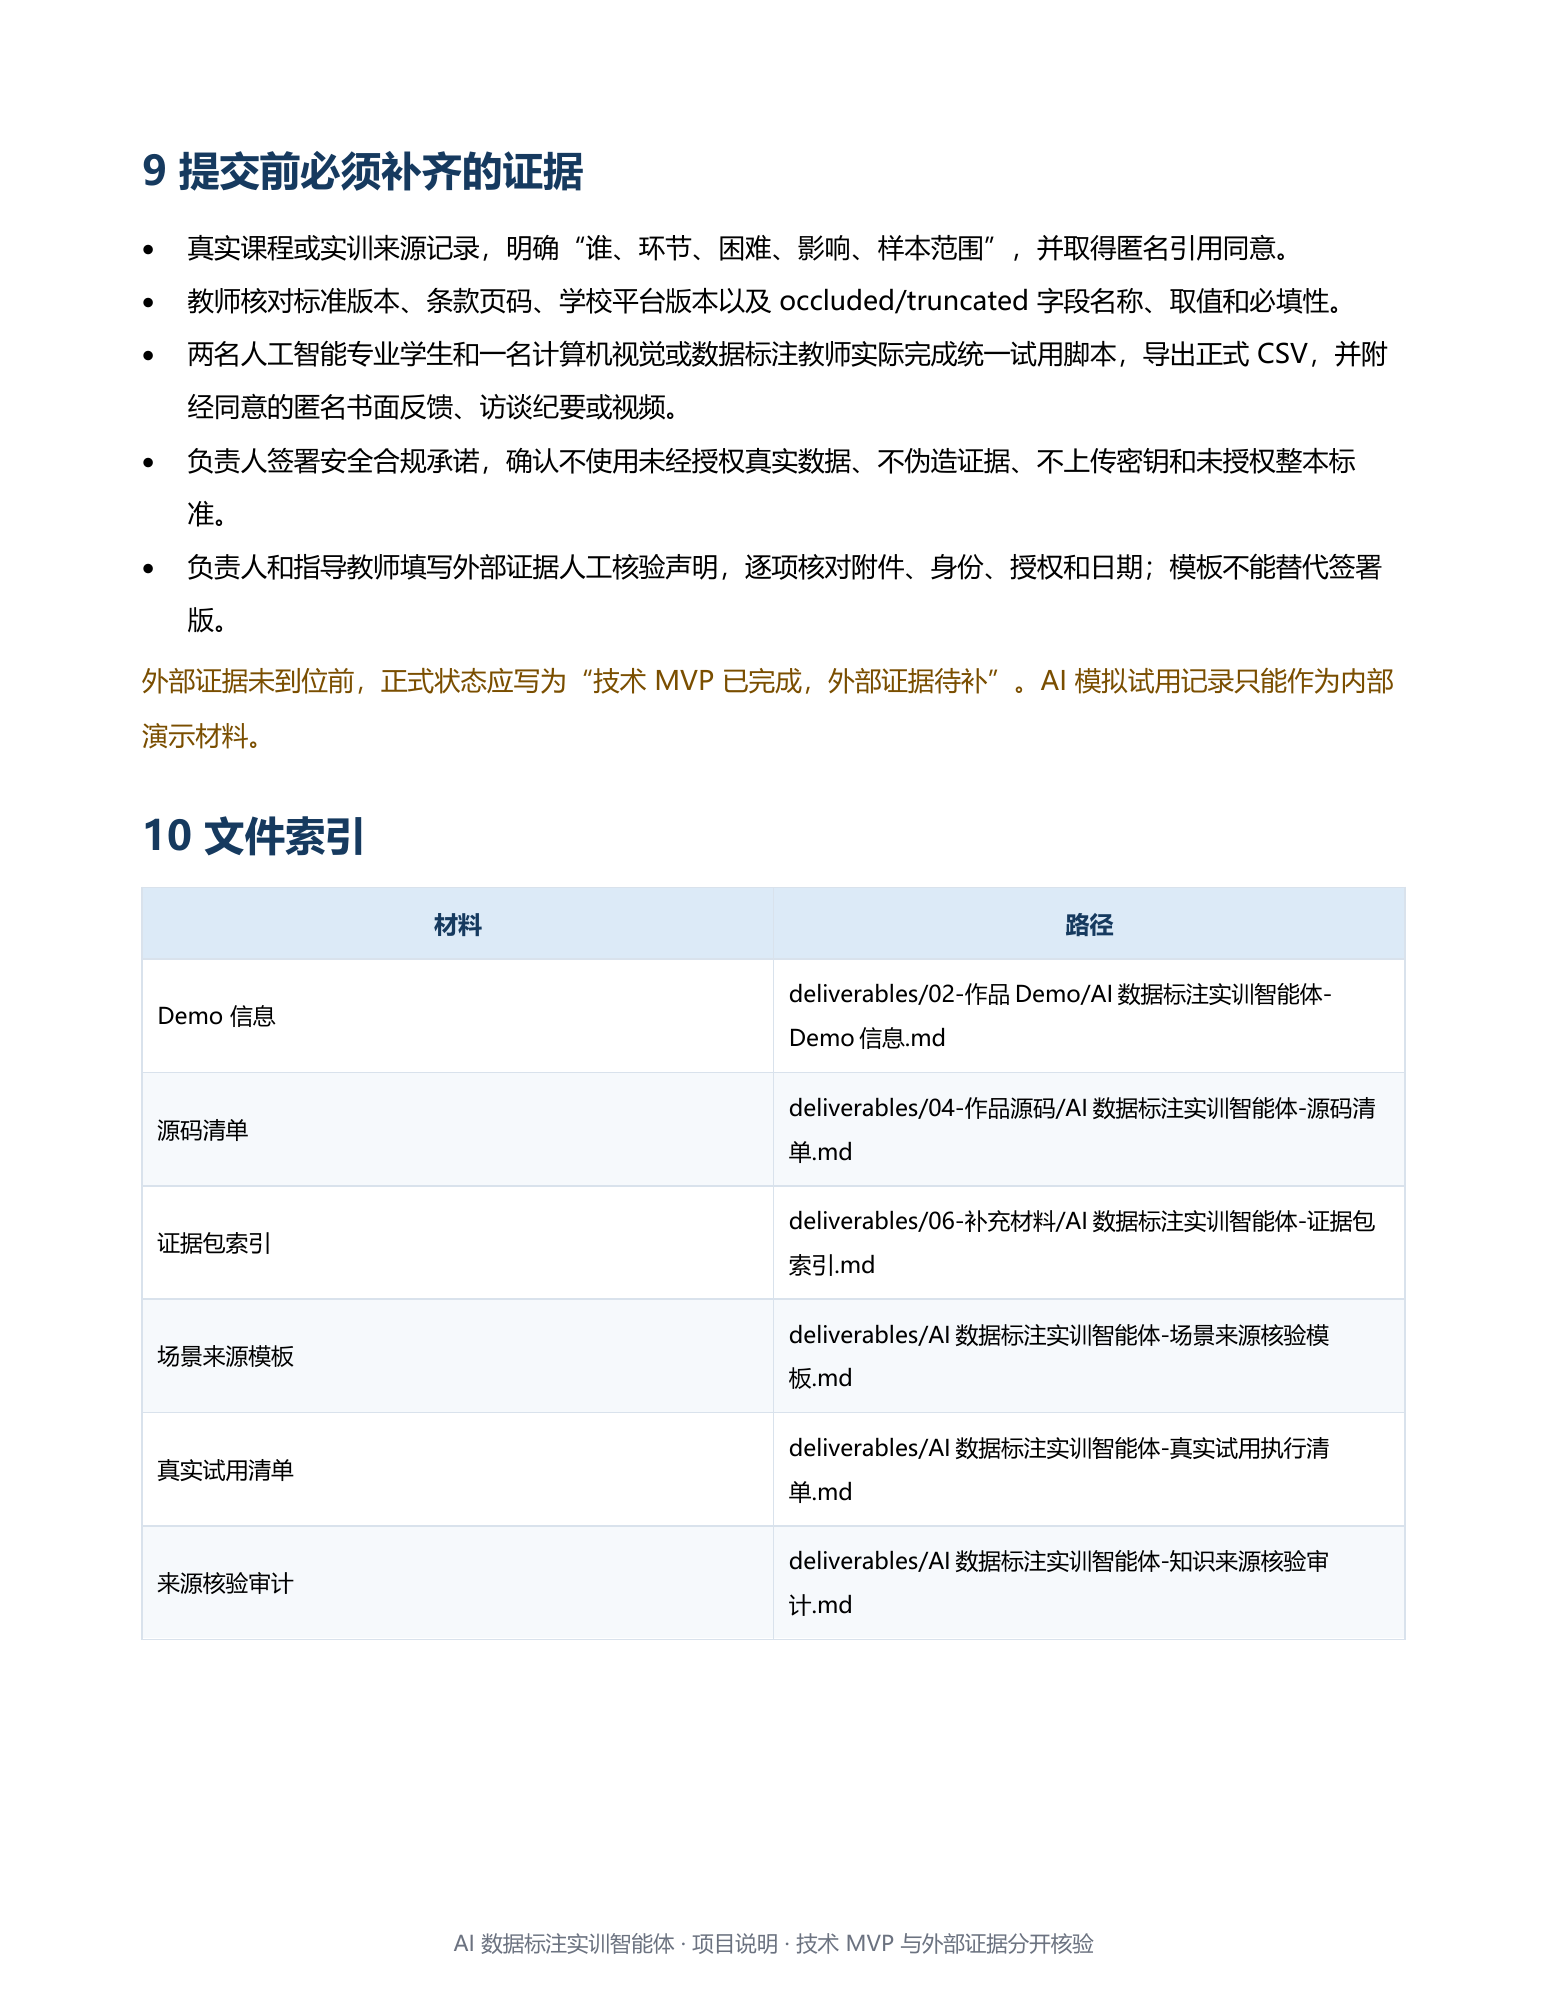 9 提交前必须补齐的证据
• 真实课程或实训来源记录，明确“谁、环节、困难、影响、样本范围”，并取得匿名引用同意。
• 教师核对标准版本、条款页码、学校平台版本以及 occluded/truncated 字段名称、取值和必填性。
• 两名人工智能专业学生和一名计算机视觉或数据标注教师实际完成统一试用脚本，导出正式 CSV，并附
经同意的匿名书面反馈、访谈纪要或视频。
• 负责人签署安全合规承诺，确认不使用未经授权真实数据、不伪造证据、不上传密钥和未授权整本标
准。
• 负责人和指导教师填写外部证据人工核验声明，逐项核对附件、身份、授权和日期；模板不能替代签署
版。
外部证据未到位前，正式状态应写为“技术 MVP 已完成，外部证据待补”。AI 模拟试用记录只能作为内部
演示材料。
10 文件索引
材料 路径
Demo 信息
deliverables/02-作品 Demo/AI 数据标注实训智能体-
Demo 信息.md
源码清单
deliverables/04-作品源码/AI 数据标注实训智能体-源码清
单.md
证据包索引
deliverables/06-补充材料/AI 数据标注实训智能体-证据包
索引.md
场景来源模板
deliverables/AI 数据标注实训智能体-场景来源核验模
板.md
真实试用清单
deliverables/AI 数据标注实训智能体-真实试用执行清
单.md
来源核验审计
deliverables/AI 数据标注实训智能体-知识来源核验审
计.md
AI 数据标注实训智能体 · 项目说明 · 技术 MVP 与外部证据分开核验